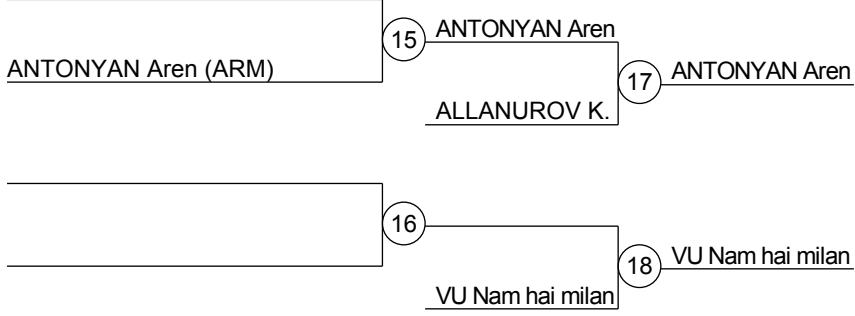 15
ANTONYAN Aren
ANTONYAN Aren (ARM)
17
ANTONYAN Aren
ALLANUROV K.
16
18
VU Nam hai milan
VU Nam hai milan